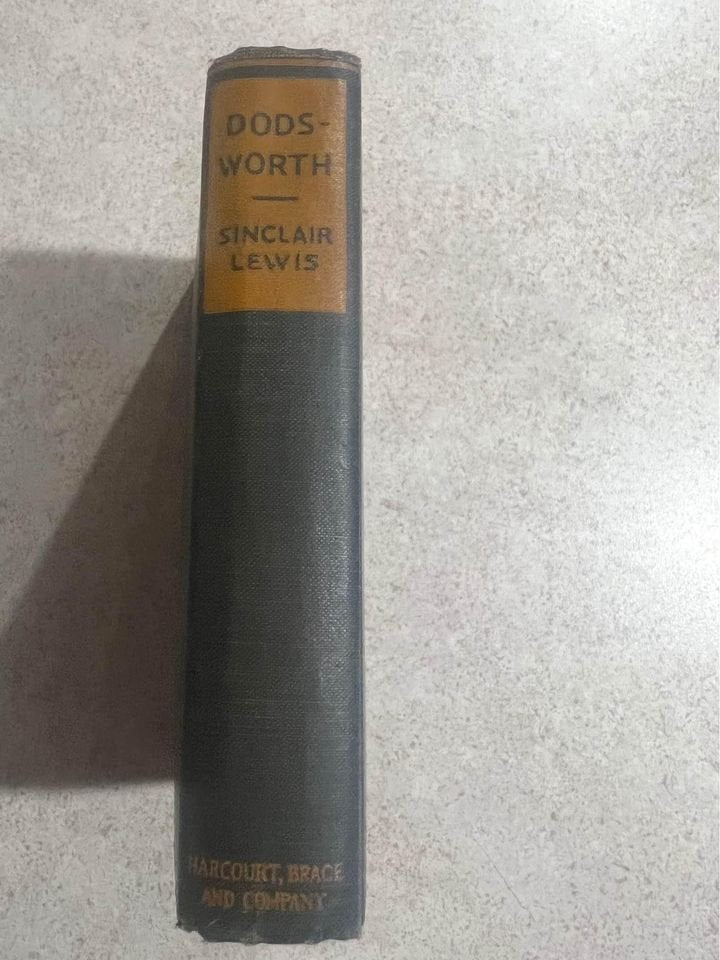 DODS-
WORTH
SINCLAIR
LEWIS
HARCOURT, BRACE
AND COMPANY